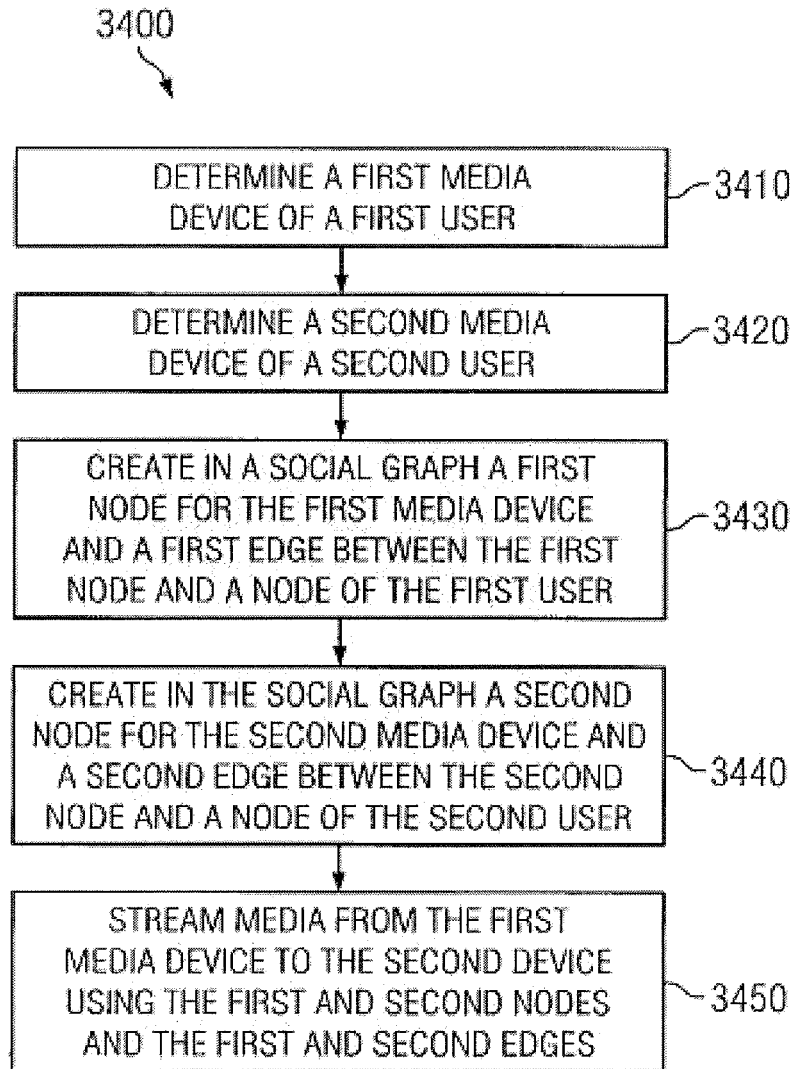 3400
DETERMINE A FIRST MEDIA
DEVICE OF A FIRST USER
3410
DETERMINE A SECOND MEDIA
DEVICE OF A SECOND USER
3420
CREATE IN A SOCIAL GRAPH A FIRST
NODE FOR THE FIRST MEDIA DEVICE
AND A FIRST EDGE BETWEEN THE FIRST
NODE AND A NODE OF THE FIRST USER
3430
CREATE IN THE SOCIAL GRAPH A SECOND
NODE FOR THE SECOND MEDIA DEVICE AND
A SECOND EDGE BETWEEN THE SECOND
NODE AND A NODE OF THE SECOND USER
3440
STREAM MEDIA FROM THE FIRST
MEDIA DEVICE TO THE SECOND DEVICE
USING THE FIRST AND SECOND NODES
AND THE FIRST AND SECOND EDGES
3450